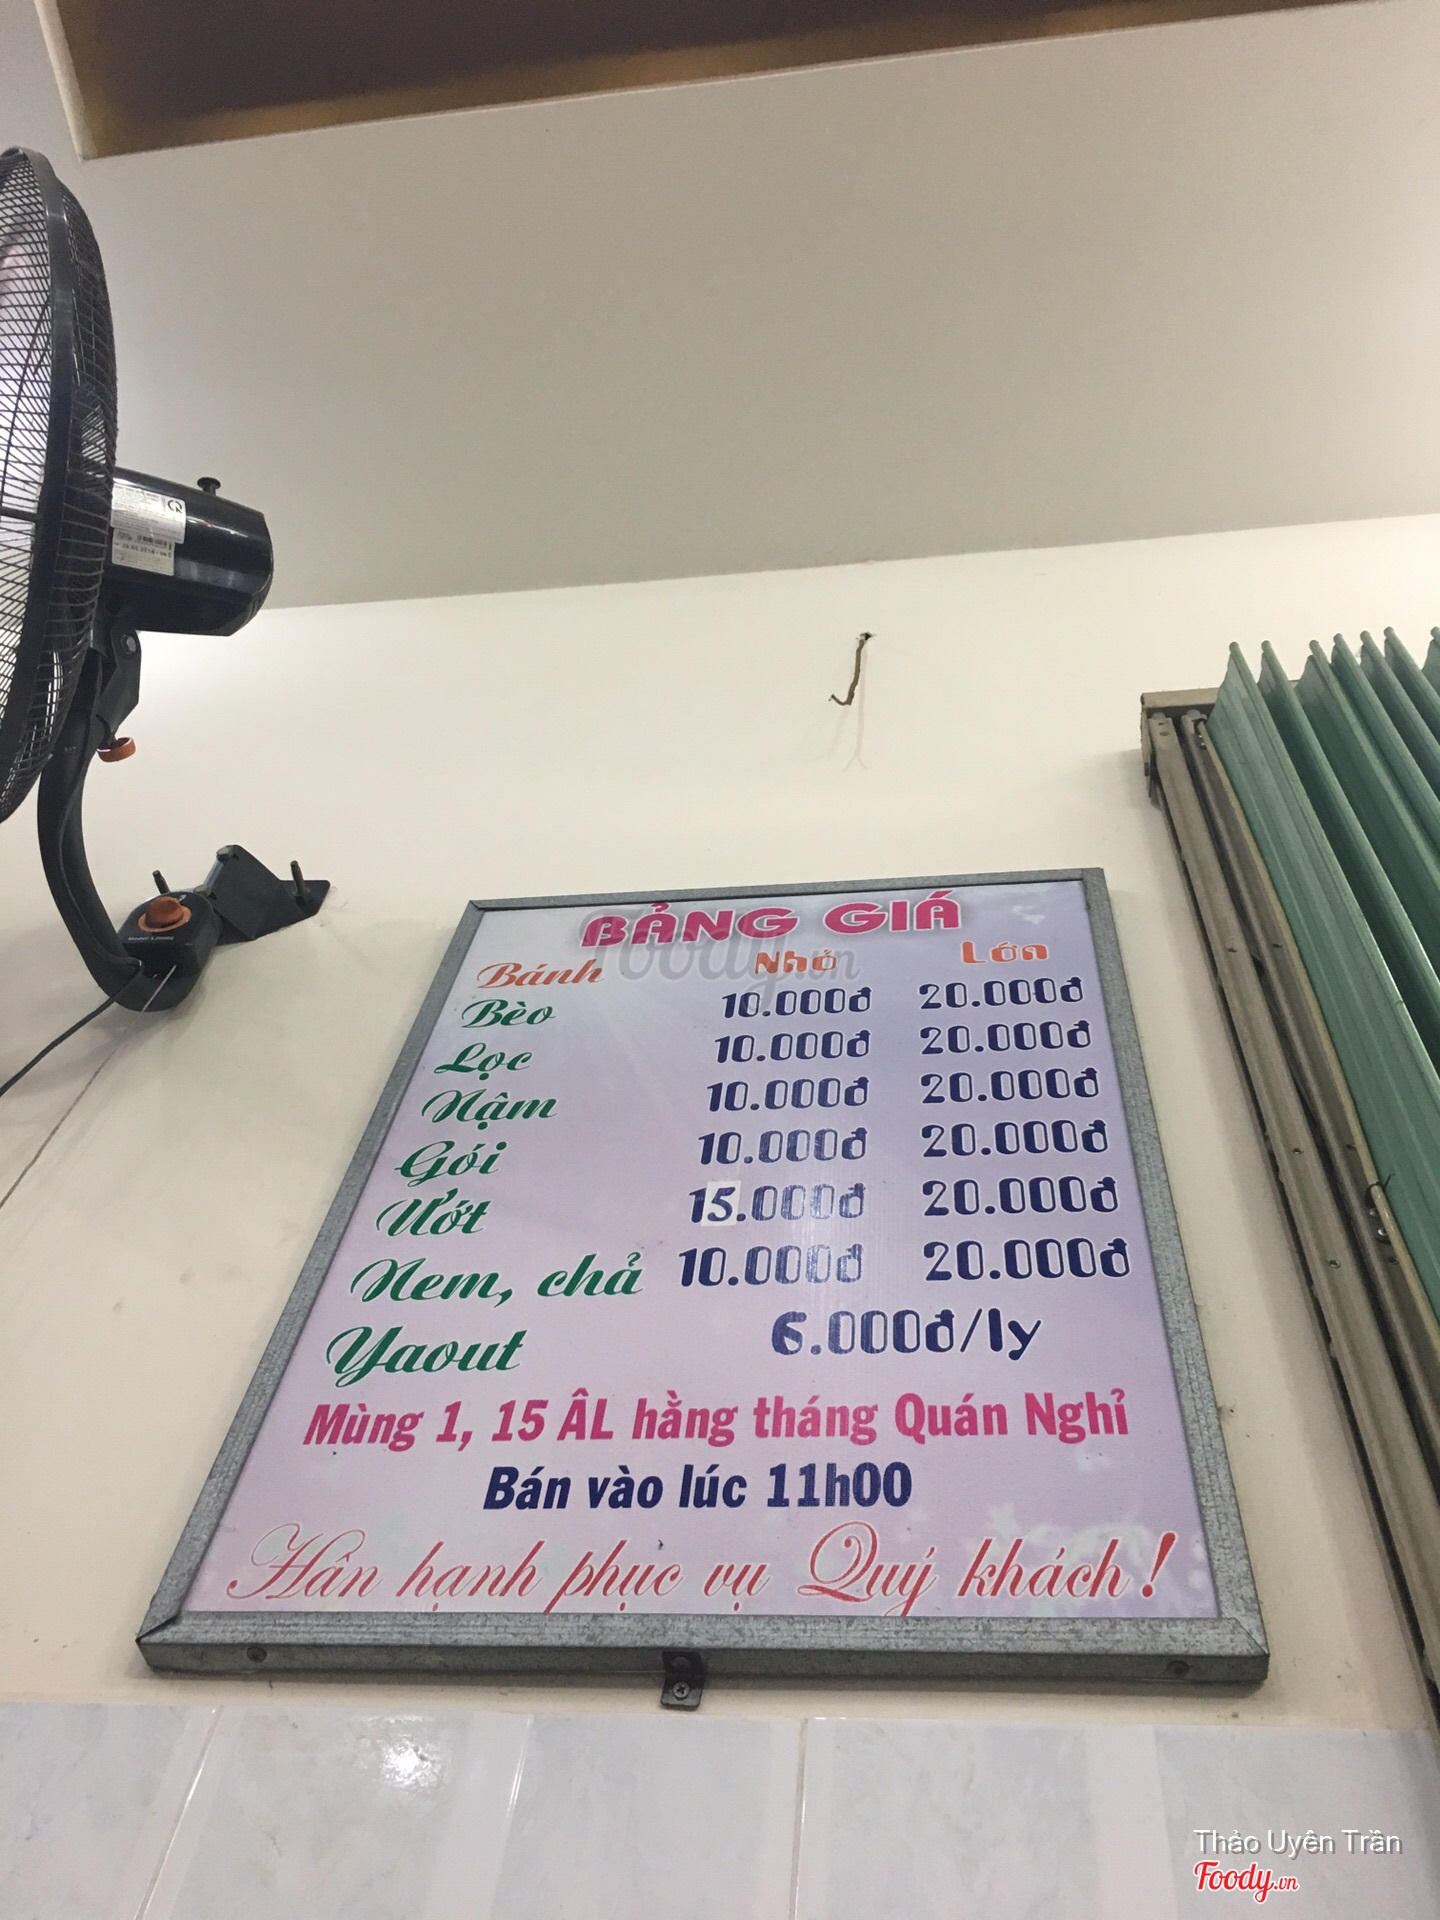 BẢNG GIÁ
Bánh Nhỏ Lớn
Bèo 10.000đ 20.000đ
Lọc 10.000đ 20.000đ
Nậm 10.000đ 20.000đ
Gói 10.000đ 20.000đ
Ướt 15.000đ 20.000đ
Nem, chả 10.000đ 20.000đ
Yaout 6.000đ/ly
Mùng 1, 15 ÂL hằng tháng Quán Nghỉ
Bán vào lúc 11h00
Hân hạnh phục vụ Quý khách!
foody.vn
Thảo Uyên Trần
Foody.vn